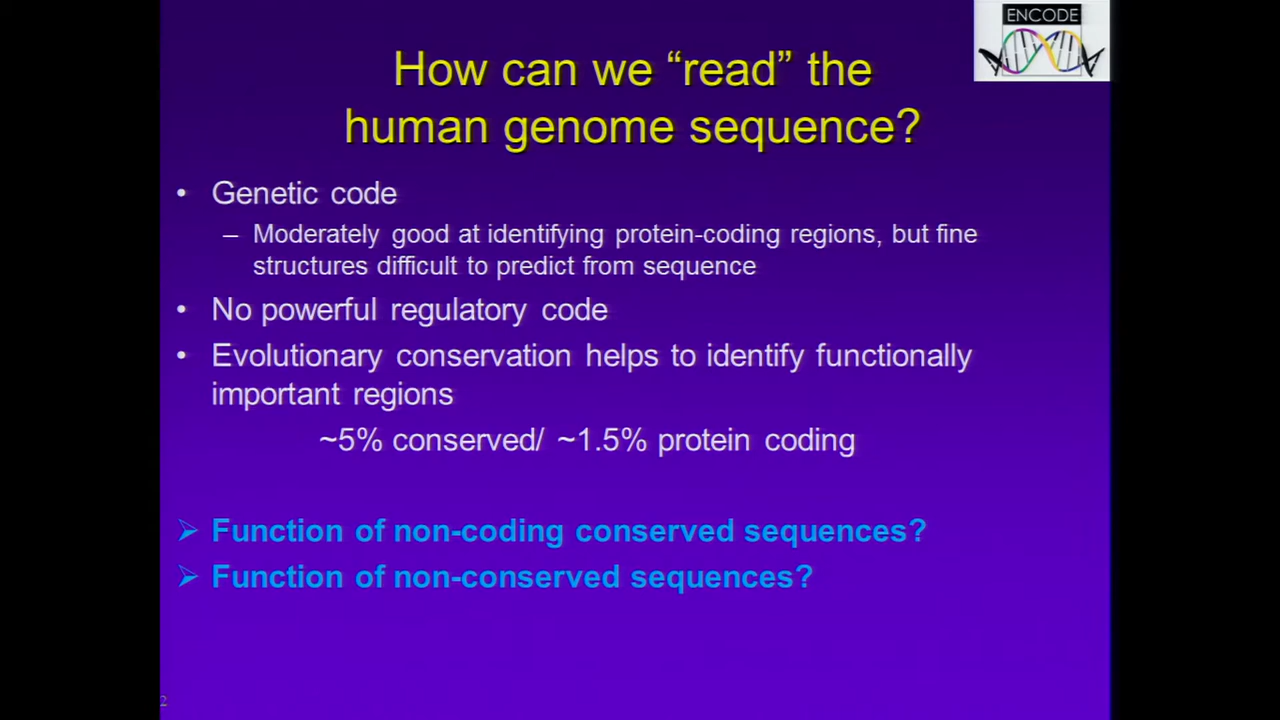 ENCODE
How can we “read” the
human genome sequence?
• Genetic code
– Moderately good at identifying protein-coding regions, but fine
structures difficult to predict from sequence
• No powerful regulatory code
• Evolutionary conservation helps to identify functionally
important regions
~5% conserved/ ~1.5% protein coding
➢ Function of non-coding conserved sequences?
➢ Function of non-conserved sequences?
2